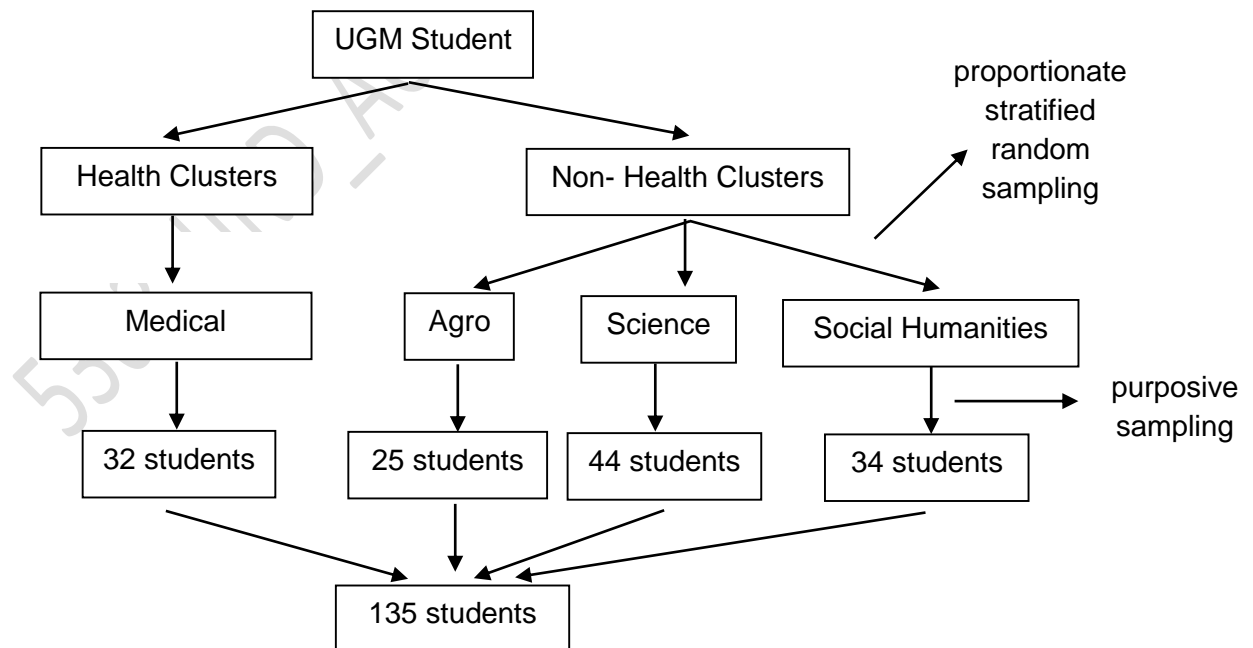 UGM Student
proportionate
stratified
random
sampling
Health Clusters
Non- Health Clusters
Medical
Agro
Science
Social Humanities
purposive
sampling
32 students
25 students
44 students
34 students
135 students